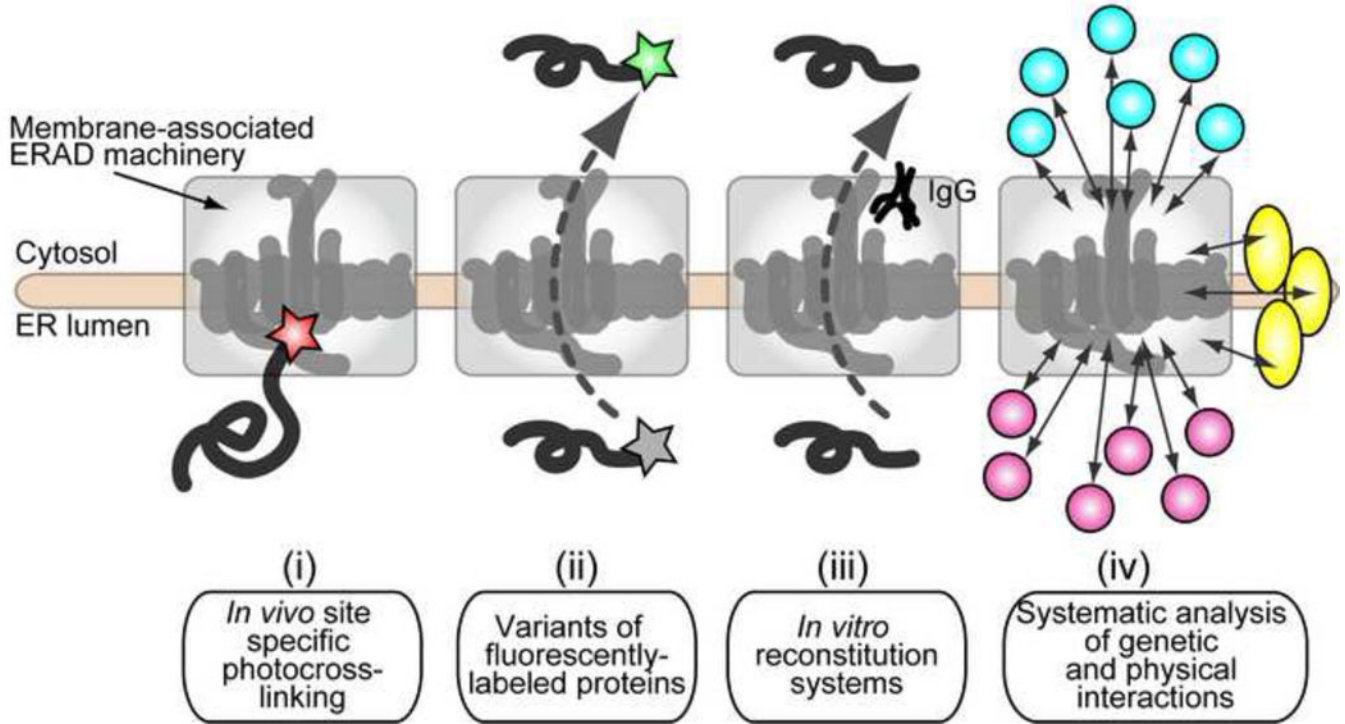 Membrane-associated
ERAD machinery
IgG
Cytosol
ER lumen
(i)
In vivo site
specific
photocross-
linking
(ii)
Variants of
fluorescently-
labeled proteins
(iii)
In vitro
reconstitution
systems
(iv)
Systematic analysis
of genetic
and physical
interactions